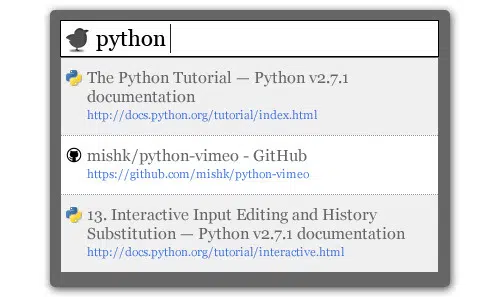 python
The Python Tutorial — Python v2.7.1
documentation
http://docs.python.org/tutorial/index.html
mishk/python-vimeo - GitHub
https://github.com/mishk/python-vimeo
13. Interactive Input Editing and History
Substitution — Python v2.7.1 documentation
http://docs.python.org/tutorial/interactive.html